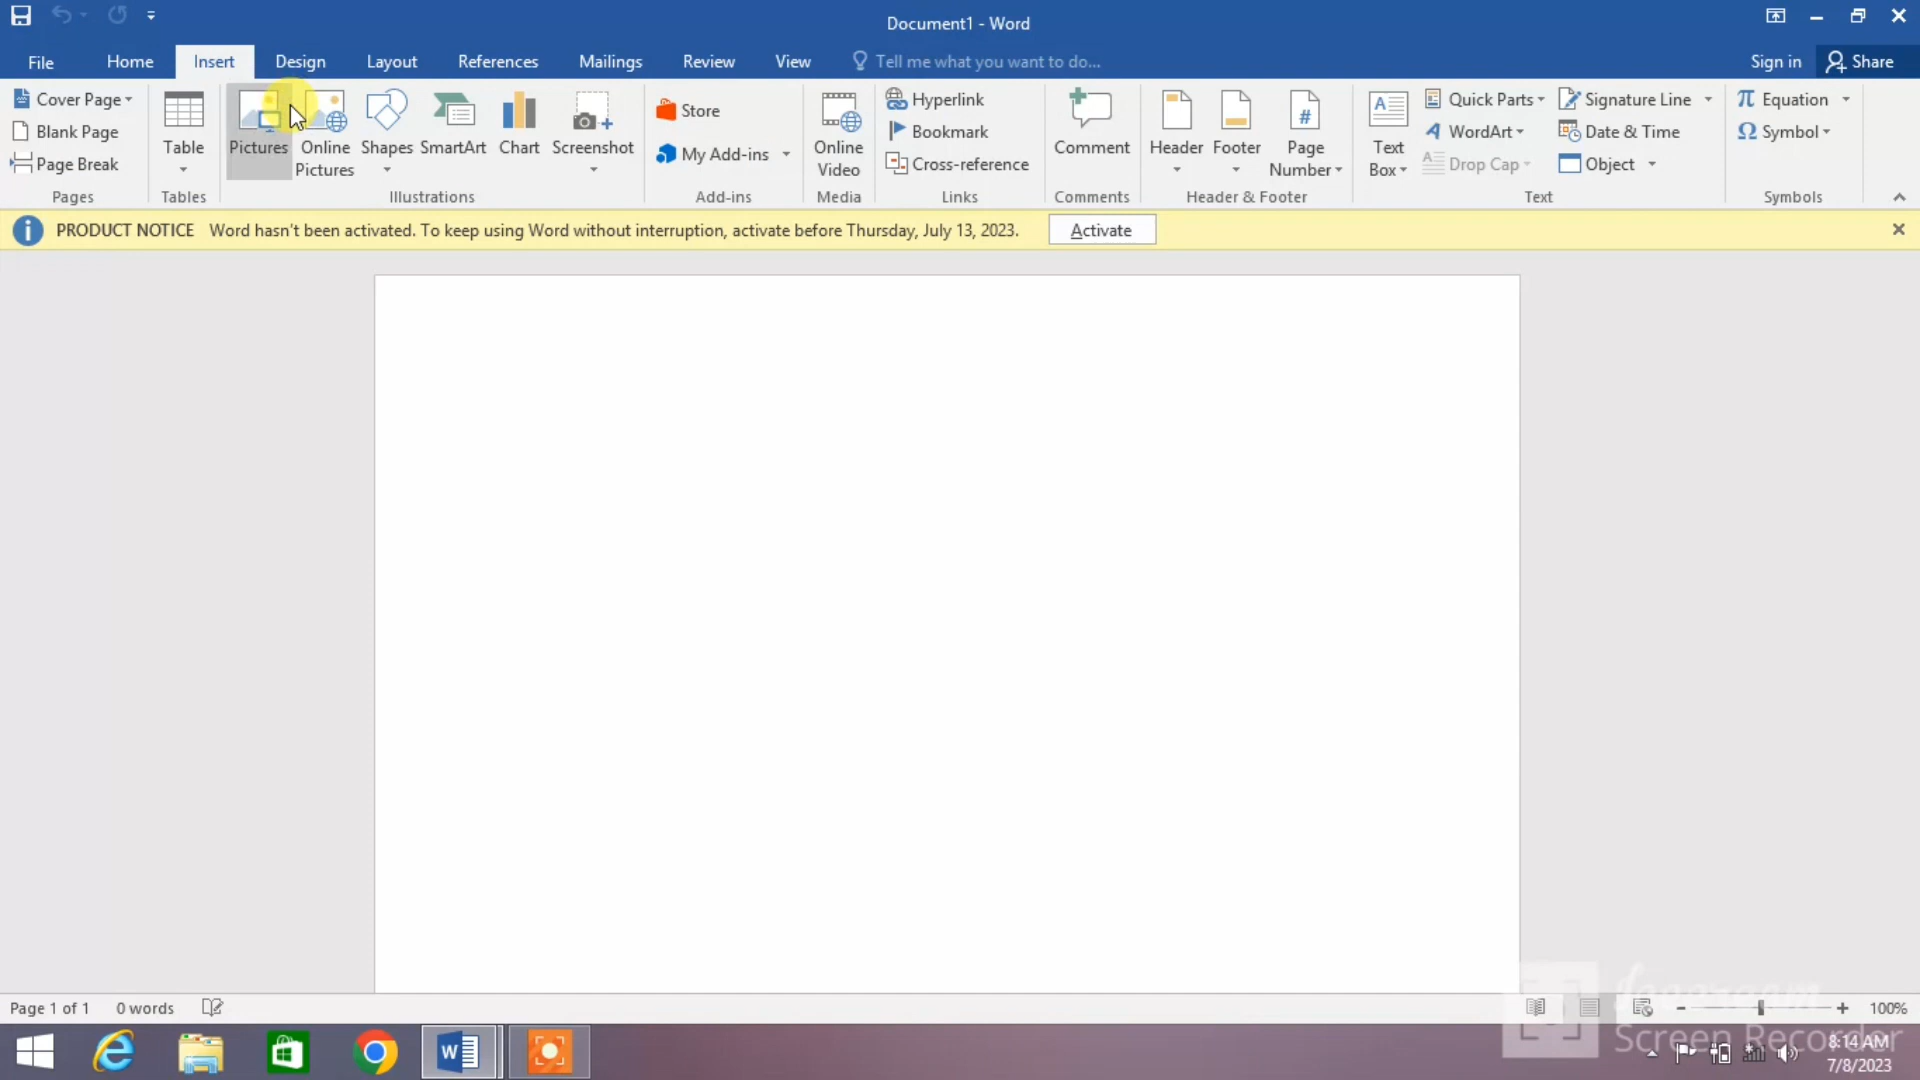 Document1 - Word
File Home Insert Design Layout References Mailings Review View Tell me what you want to do... Sign in Share
Cover Page
Blank Page
Page Break
Pages
Table
Tables
Pictures
Online Pictures
Shapes
SmartArt
Chart
Screenshot
Illustrations
Store
My Add-ins
Add-ins
Online Video
Media
Hyperlink
Bookmark
Cross-reference
Links
Comment
Comments
Header
Footer
Page Number
Header & Footer
Text Box
Quick Parts
WordArt
Drop Cap
Signature Line
Date & Time
Object
Text
Equation
Symbol
Symbols
PRODUCT NOTICE Word hasn't been activated. To keep using Word without interruption, activate before Thursday, July 13, 2023. Activate
Page 1 of 1 0 words 100%
Screen Recorder
8:14 AM
7/8/2023